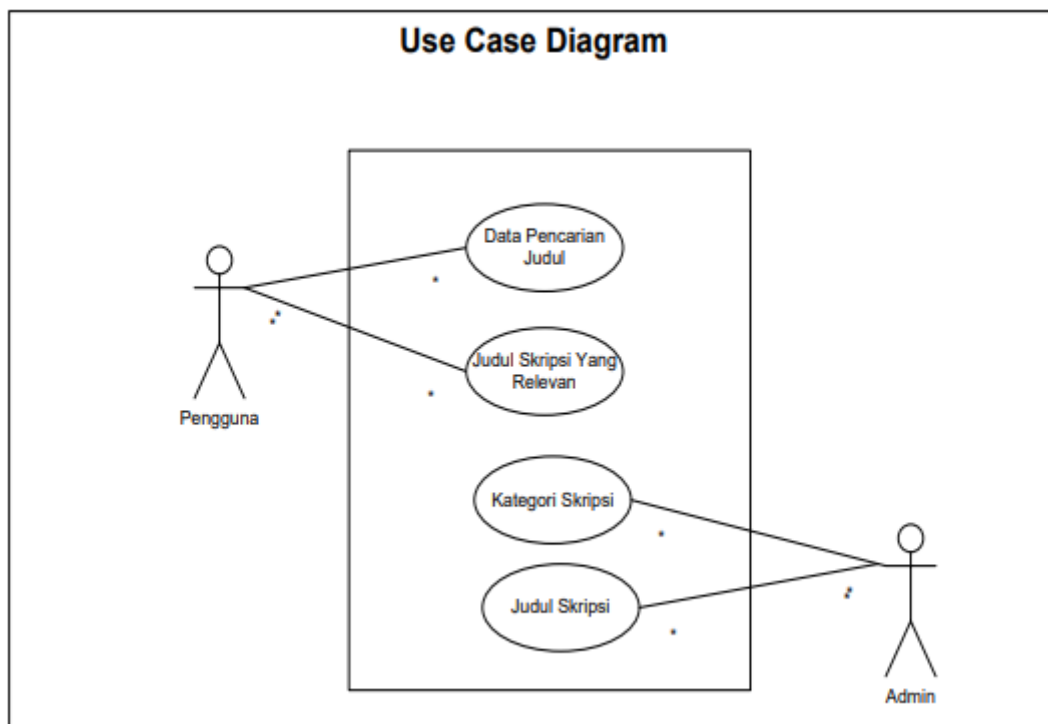 Use Case Diagram
Data Pencarian
Judul
*
*
*
Judul Skripsi Yang
Relevan
*
Pengguna
Kategori Skripsi
*
Judul Skripsi
*
*
*
Admin